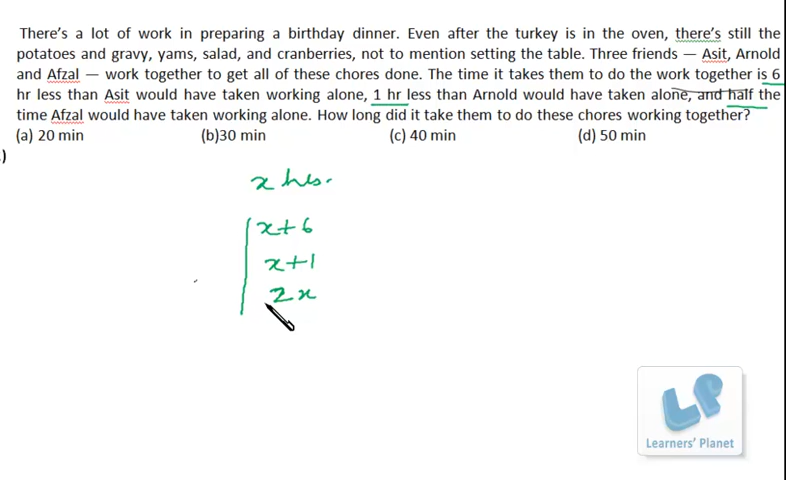 There's a lot of work in preparing a birthday dinner. Even after the turkey is in the oven, there's still the
potatoes and gravy, yams, salad, and cranberries, not to mention setting the table. Three friends — Asit, Arnold
and Afzal — work together to get all of these chores done. The time it takes them to do the work together is 6
hr less than Asit would have taken working alone, 1 hr less than Arnold would have taken alone, and half the
time Afzal would have taken working alone. How long did it take them to do these chores working together?
(a) 20 min (b)30 min (c) 40 min (d) 50 min
)
x hrs.
x+6
x+1
2x
LP
Learners' Planet